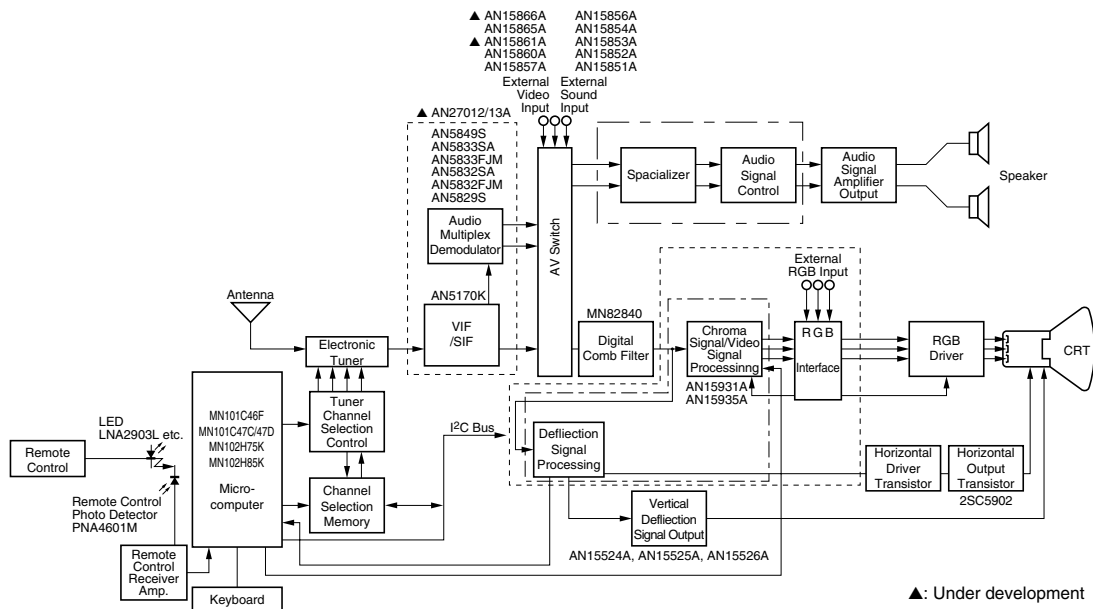 ▲ AN15866A
AN15865A
▲ AN15861A
AN15860A
AN15857A
AN15856A
AN15854A
AN15853A
AN15852A
AN15851A
External
Video
Input
External
Sound
Input
▲ AN27012/13A
AN5849S
AN5833SA
AN5833FJM
AN5832SA
AN5832FJM
AN5829S
Audio
Multiplex
Demodulator
AV Switch
Spacializer
Audio
Signal
Control
Audio
Signal
Amplifier
Output
Speaker
External
RGB Input
Antenna
AN5170K
VIF
/SIF
MN82840
Digital
Comb Filter
Chroma
Signal/Video
Signal
Processinng
AN15931A
AN15935A
RGB
Interface
RGB
Driver
CRT
Electronic
Tuner
Tuner
Channel
Selection
Control
Channel
Selection
Memory
MN101C46F
MN101C47C/47D
MN102H75K
MN102H85K
Micro-
computer
I²C Bus
LED
LNA2903L etc.
Remote
Control
Remote Control
Photo Detector
PNA4601M
Remote
Control
Receiver
Amp.
Keyboard
Defliection
Signal
Processing
Vertical
Defliection
Signal Output
AN15524A, AN15525A, AN15526A
Horizontal
Driver
Transistor
Horizontal
Output
Transistor
2SC5902
▲: Under development